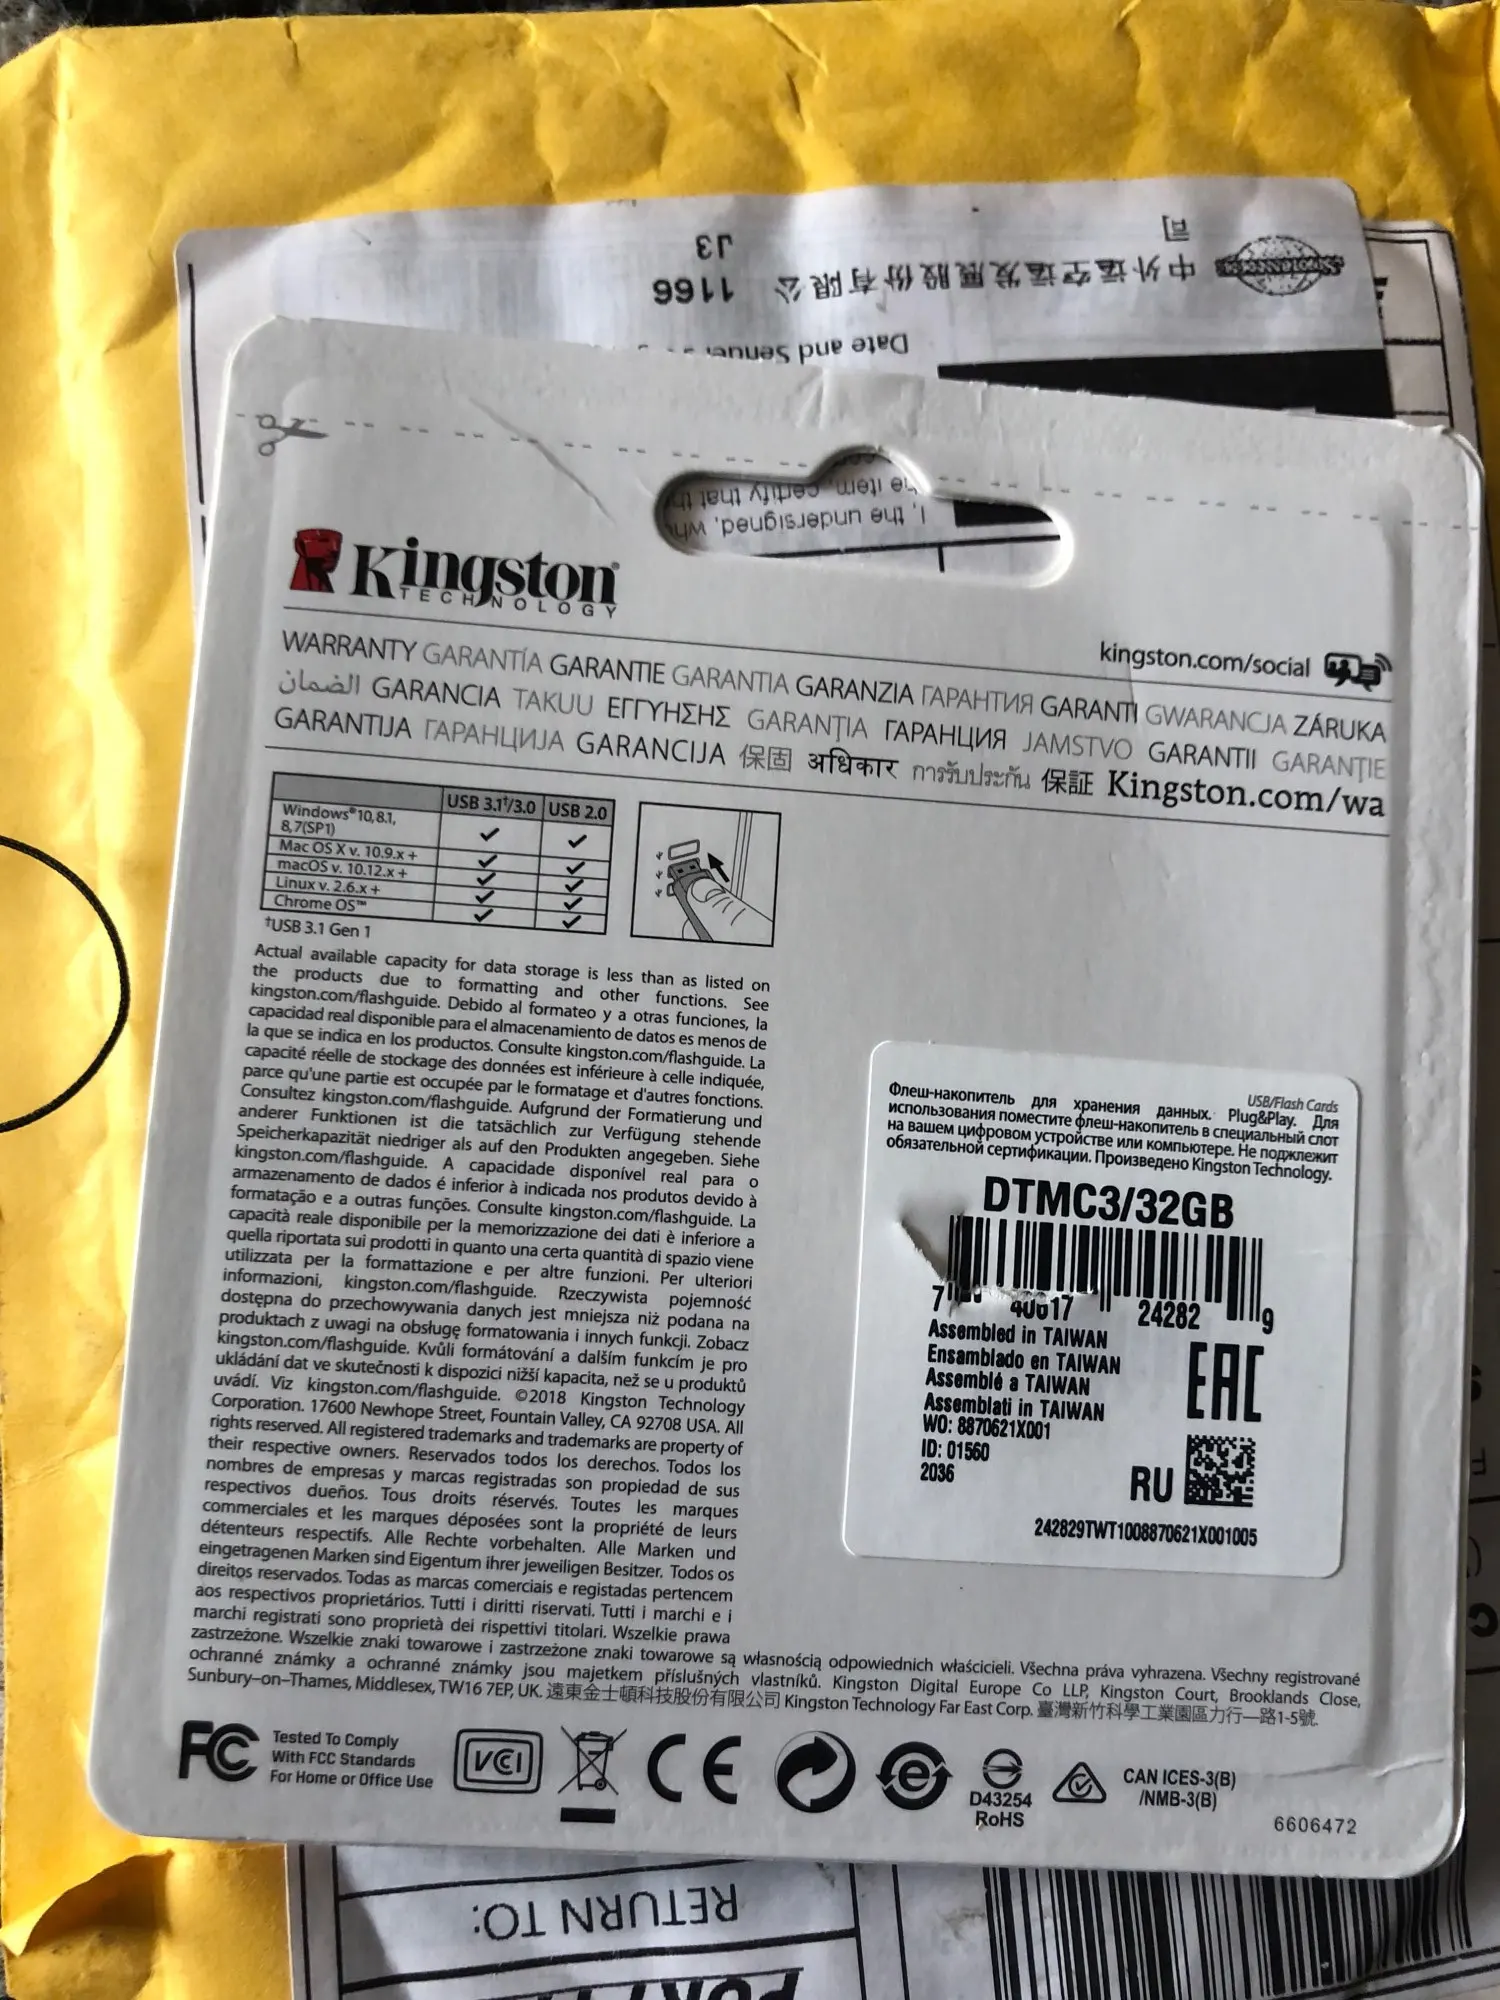 中外运空运发展股份有限公
司
1166
J3
Date and
I, the undersigned,
certify that
Kingston
TECHNOLOGY
kingston.com/social
WARRANTY GARANTÍA GARANTIE GARANTIA GARANZIA ГАРАНТИЯ GARANTI GWARANCJA ZÁRUKA
الضمان GARANCIA TAKUU ΕΓΓΥΗΣΗΣ GARANȚIA ГАРАНЦИЯ JAMSTVO GARANTII GARANTIE
GARANTIJA ГАРАНЦИЈА GARANCIJA 保固 अधिकार การรับประกัน 保証 Kingston.com/wa
USB 3.1†/3.0 USB 2.0
Windows® 10, 8.1,
8, 7(SP1)
Mac OS X v. 10.9.x +
macOS v. 10.12.x +
Linux v. 2.6.x +
Chrome OS™
†USB 3.1 Gen 1
Actual available capacity for data storage is less than as listed on
the products due to formatting and other functions. See
kingston.com/flashguide. Debido al formateo y a otras funciones, la
capacidad real disponible para el almacenamiento de datos es menos de
la que se indica en los productos. Consulte kingston.com/flashguide. La
capacité réelle de stockage des données est inférieure à celle indiquée,
parce qu'une partie est occupée par le formatage et d'autres fonctions.
Consultez kingston.com/flashguide. Aufgrund der Formatierung und
anderer Funktionen ist die tatsächlich zur Verfügung stehende
Speicherkapazität niedriger als auf den Produkten angegeben. Siehe
kingston.com/flashguide. A capacidade disponível real para o
armazenamento de dados é inferior à indicada nos produtos devido à
formatação e a outras funções. Consulte kingston.com/flashguide. La
capacità reale disponibile per la memorizzazione dei dati è inferiore a
quella riportata sui prodotti in quanto una certa quantità di spazio viene
utilizzata per la formattazione e per altre funzioni. Per ulteriori
informazioni, kingston.com/flashguide. Rzeczywista pojemność
dostępna do przechowywania danych jest mniejsza niż podana na
produktach z uwagi na obsługę formatowania i innych funkcji. Zobacz
kingston.com/flashguide. Kvůli formátování a dalším funkcím je pro
ukládání dat ve skutečnosti k dispozici nižší kapacita, než se u produktů
uvádí. Viz kingston.com/flashguide. ©2018 Kingston Technology
Corporation. 17600 Newhope Street, Fountain Valley, CA 92708 USA. All
rights reserved. All registered trademarks and trademarks are property of
their respective owners. Reservados todos los derechos. Todos los
nombres de empresas y marcas registradas son propiedad de sus
respectivos dueños. Tous droits réservés. Toutes les marques
commerciales et les marques déposées sont la propriété de leurs
détenteurs respectifs. Alle Rechte vorbehalten. Alle Marken und
eingetragenen Marken sind Eigentum ihrer jeweiligen Besitzer. Todos os
direitos reservados. Todas as marcas comerciais e registadas pertencem
aos respectivos proprietários. Tutti i diritti riservati. Tutti i marchi e i
marchi registrati sono proprietà dei rispettivi titolari. Wszelkie prawa
zastrzeżone. Wszelkie znaki towarowe i zastrzeżone znaki towarowe są własnością odpowiednich właścicieli. Všechna práva vyhrazena. Všechny registrované
ochranné známky a ochranné známky jsou majetkem příslušných vlastníků. Kingston Digital Europe Co LLP, Kingston Court, Brooklands Close,
Sunbury-on-Thames, Middlesex, TW16 7EP, UK. 遠東金士頓科技股份有限公司 Kingston Technology Far East Corp. 臺灣新竹科學工業園區力行一路1-5號.
USB/Flash Cards
Флеш-накопитель для хранения данных. Plug&Play. Для
использования поместите флеш-накопитель в специальный слот
на вашем цифровом устройстве или компьютере. Не подлежит
обязательной сертификации. Произведено Kingston Technology.
DTMC3/32GB
7 40617 24282 9
Assembled in TAIWAN
Ensamblado en TAIWAN
Assemblé a TAIWAN
Assemblati in TAIWAN
WO: 8870621X001
ID: 01560
2036
EAC
RU
242829TWT1008870621X001005
FC
Tested To Comply
With FCC Standards
For Home or Office Use
VCI
CE
e
D43254
RoHS
CAN ICES-3(B)
/NMB-3(B)
6606472
RETURN TO: